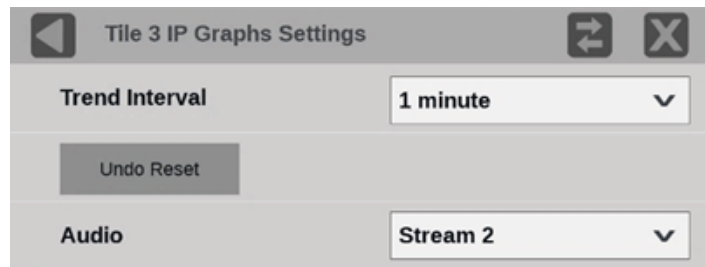 Tile 3 IP Graphs Settings
Trend Interval 1 minute
Undo Reset
Audio Stream 2